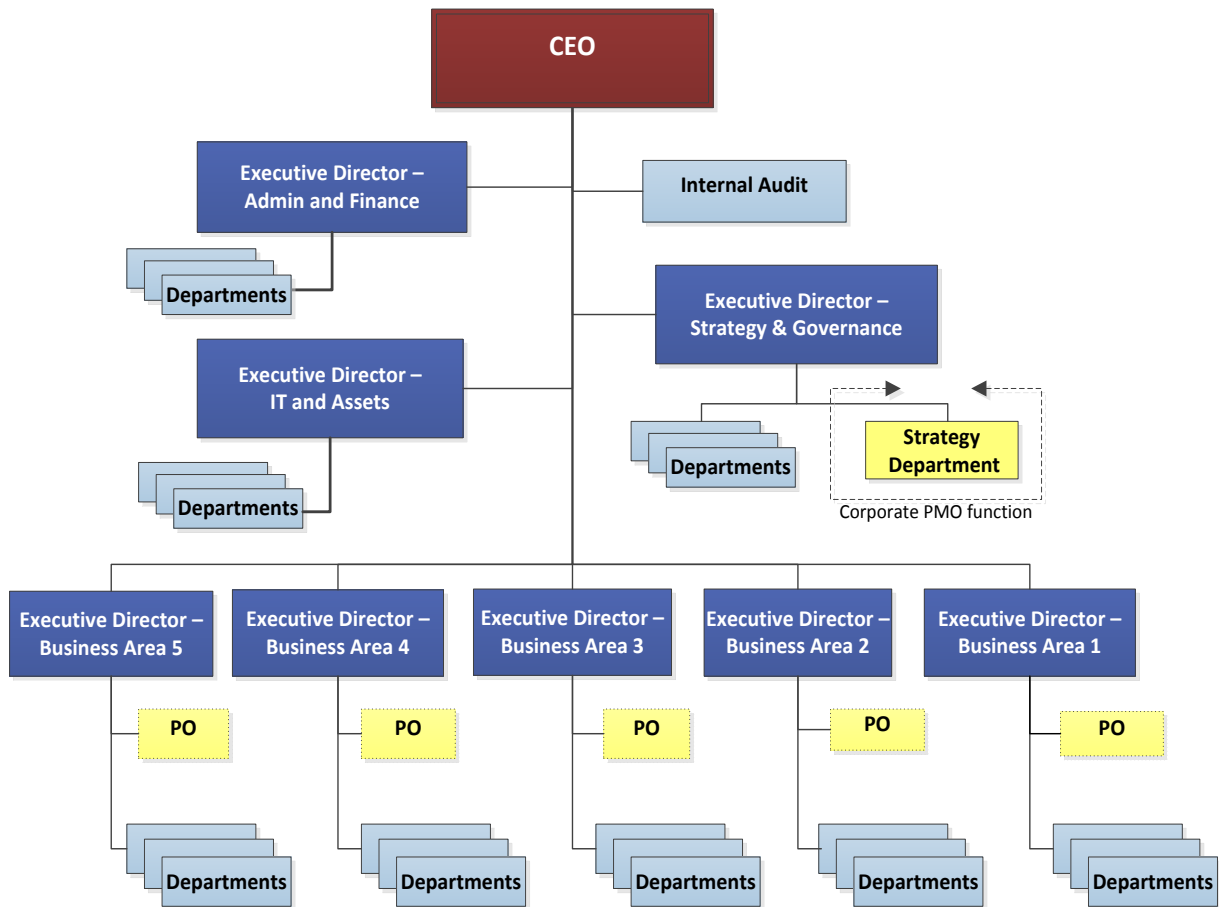 CEO
Executive Director –
Admin and Finance
Internal Audit
Departments
Executive Director –
Strategy & Governance
Executive Director –
IT and Assets
Departments
Strategy
Department
Departments
Corporate PMO function
Executive Director –
Business Area 5
Executive Director –
Business Area 4
Executive Director –
Business Area 3
Executive Director –
Business Area 2
Executive Director –
Business Area 1
PO
PO
PO
PO
PO
Departments
Departments
Departments
Departments
Departments